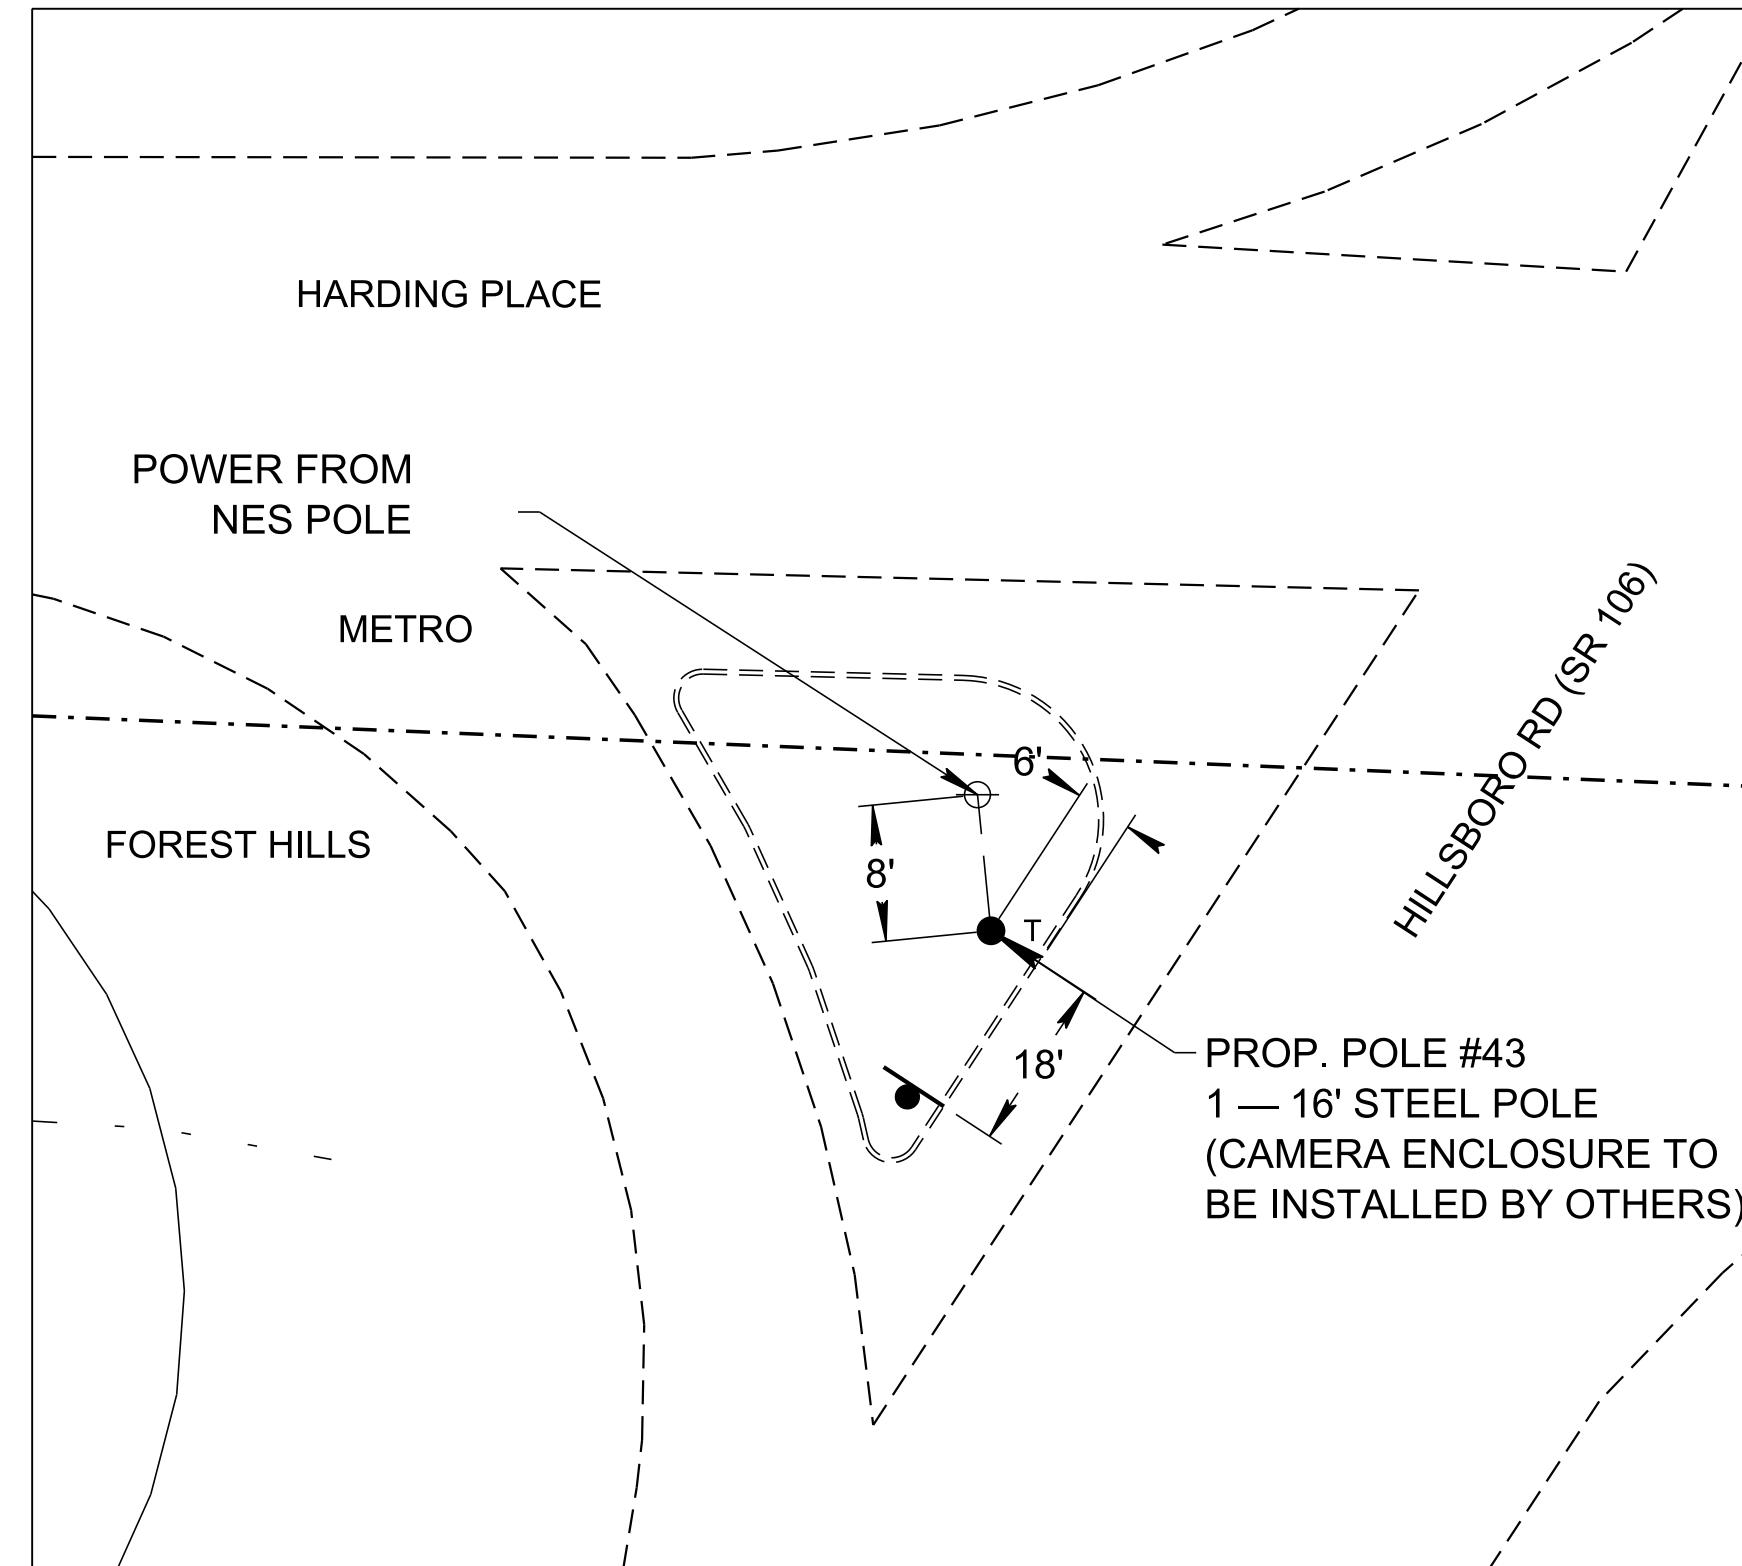 HARDING PLACE
POWER FROM
NES POLE
METRO
HILLSBORO RD (SR 106)
6'
FOREST HILLS
8'
T
18'
PROP. POLE #43
1 — 16' STEEL POLE
(CAMERA ENCLOSURE TO
BE INSTALLED BY OTHERS)